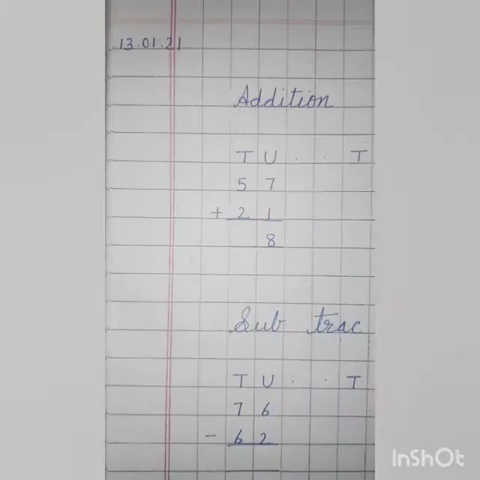 13.01.21
Addition
T U . . T
5 7
+ 2 1
8
Sub trac
T U . . T
7 6
- 6 2
InShOt